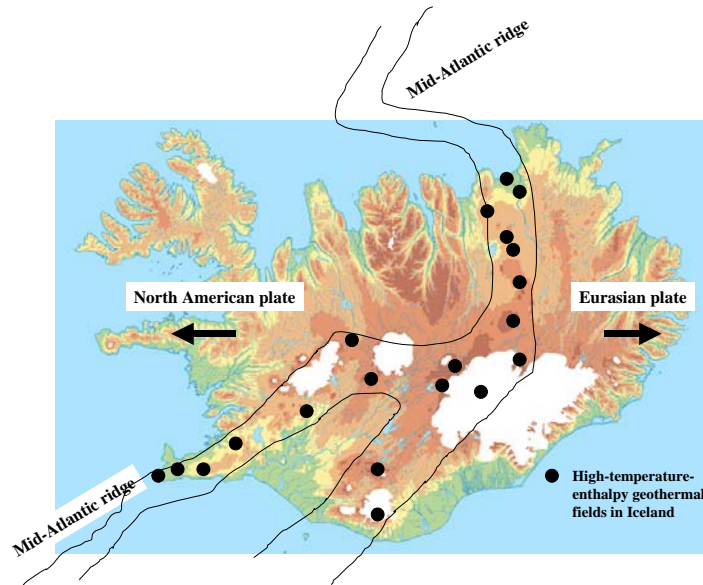 Mid-Atlantic ridge
North American plate
Eurasian plate
High-temperature-
enthalpy geothermal
fields in Iceland
Mid-Atlantic ridge